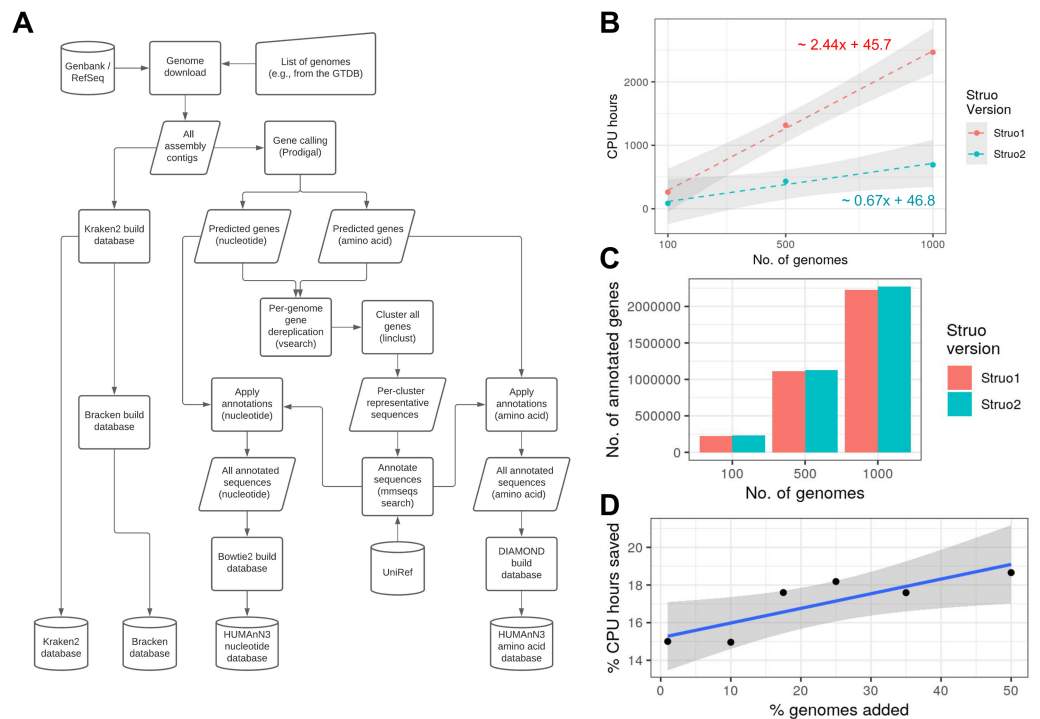 A
Genbank /
RefSeq
Genome
download
List of genomes
(e.g., from the GTDB)
All
assembly
contigs
Gene calling
(Prodigal)
Kraken2 build
database
Predicted genes
(nucleotide)
Predicted genes
(amino acid)
Per-genome
gene
dereplication
(vsearch)
Cluster all
genes
(linclust)
Bracken build
database
Apply
annotations
(nucleotide)
Per-cluster
representative
sequences
Apply
annotations
(amino acid)
All annotated
sequences
(nucleotide)
Annotate
sequences
(mmseqs
search)
All annotated
sequences
(amino acid)
Bowtie2 build
database
UniRef
DIAMOND
build
database
Kraken2
database
Bracken
database
HUMAnN3
nucleotide
database
HUMAnN3
amino acid
database
B
~ 2.44x + 45.7
~ 0.67x + 46.8
CPU hours
2000
1000
0
100
500
1000
No. of genomes
Struo
Version
Struo1
Struo2
C
No. of annotated genes
2000000
1500000
1000000
500000
0
100
500
1000
No. of genomes
Struo
version
Struo1
Struo2
D
% CPU hours saved
20
18
16
14
0
10
20
30
40
50
% genomes added